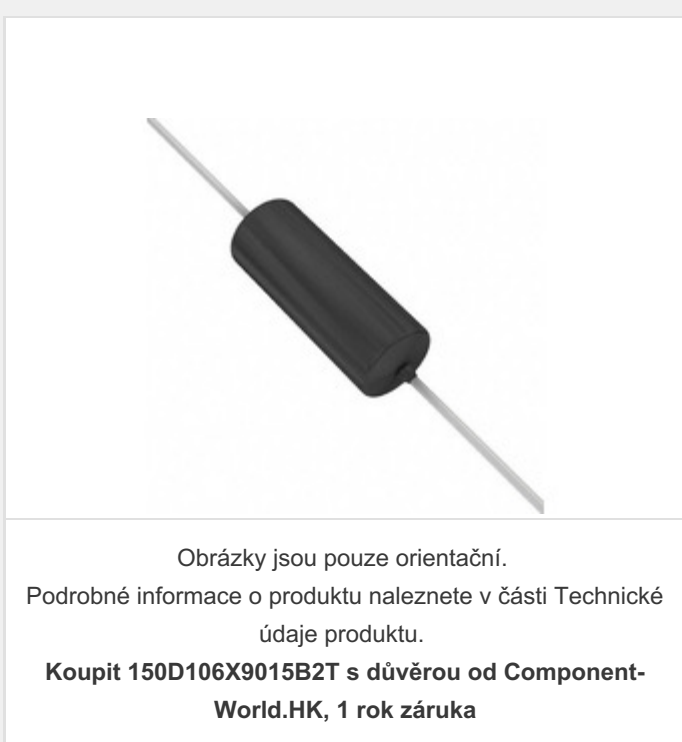 Obrázky jsou pouze orientační.
Podrobné informace o produktu naleznete v části Technické
údaje produktu.
Koupit 150D106X9015B2T s důvěrou od Component-
World.HK, 1 rok záruka